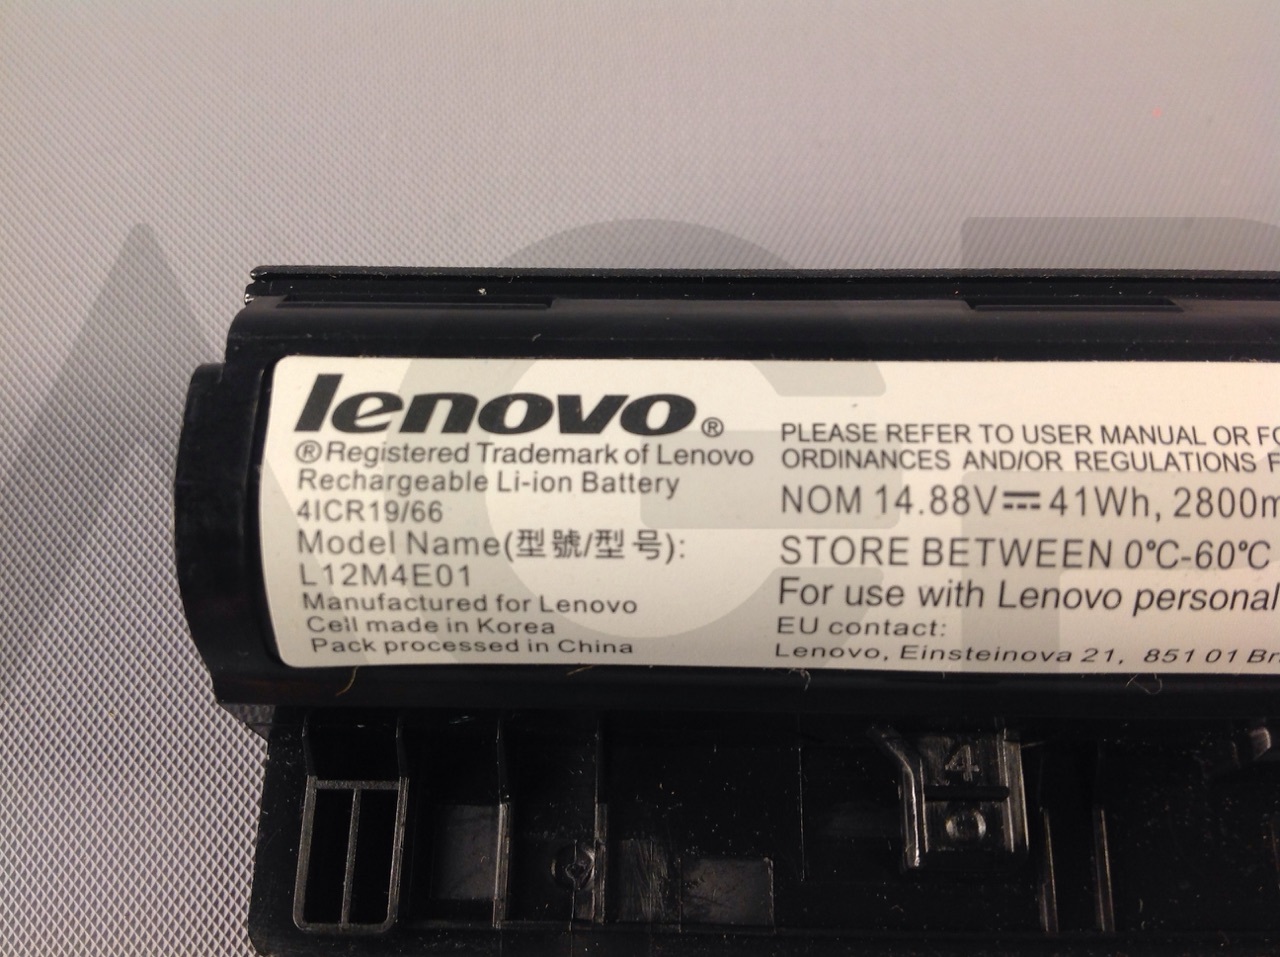 lenovo®
®Registered Trademark of Lenovo
Rechargeable Li-ion Battery
4ICR19/66
Model Name(型號/型号):
L12M4E01
Manufactured for Lenovo
Cell made in Korea
Pack processed in China
PLEASE REFER TO USER MANUAL OR
ORDINANCES AND/OR REGULATIONS
NOM 14.88V⎓41Wh, 2800m
STORE BETWEEN 0℃-60℃
For use with Lenovo personal
EU contact:
Lenovo, Einsteinova 21, 851 01
4